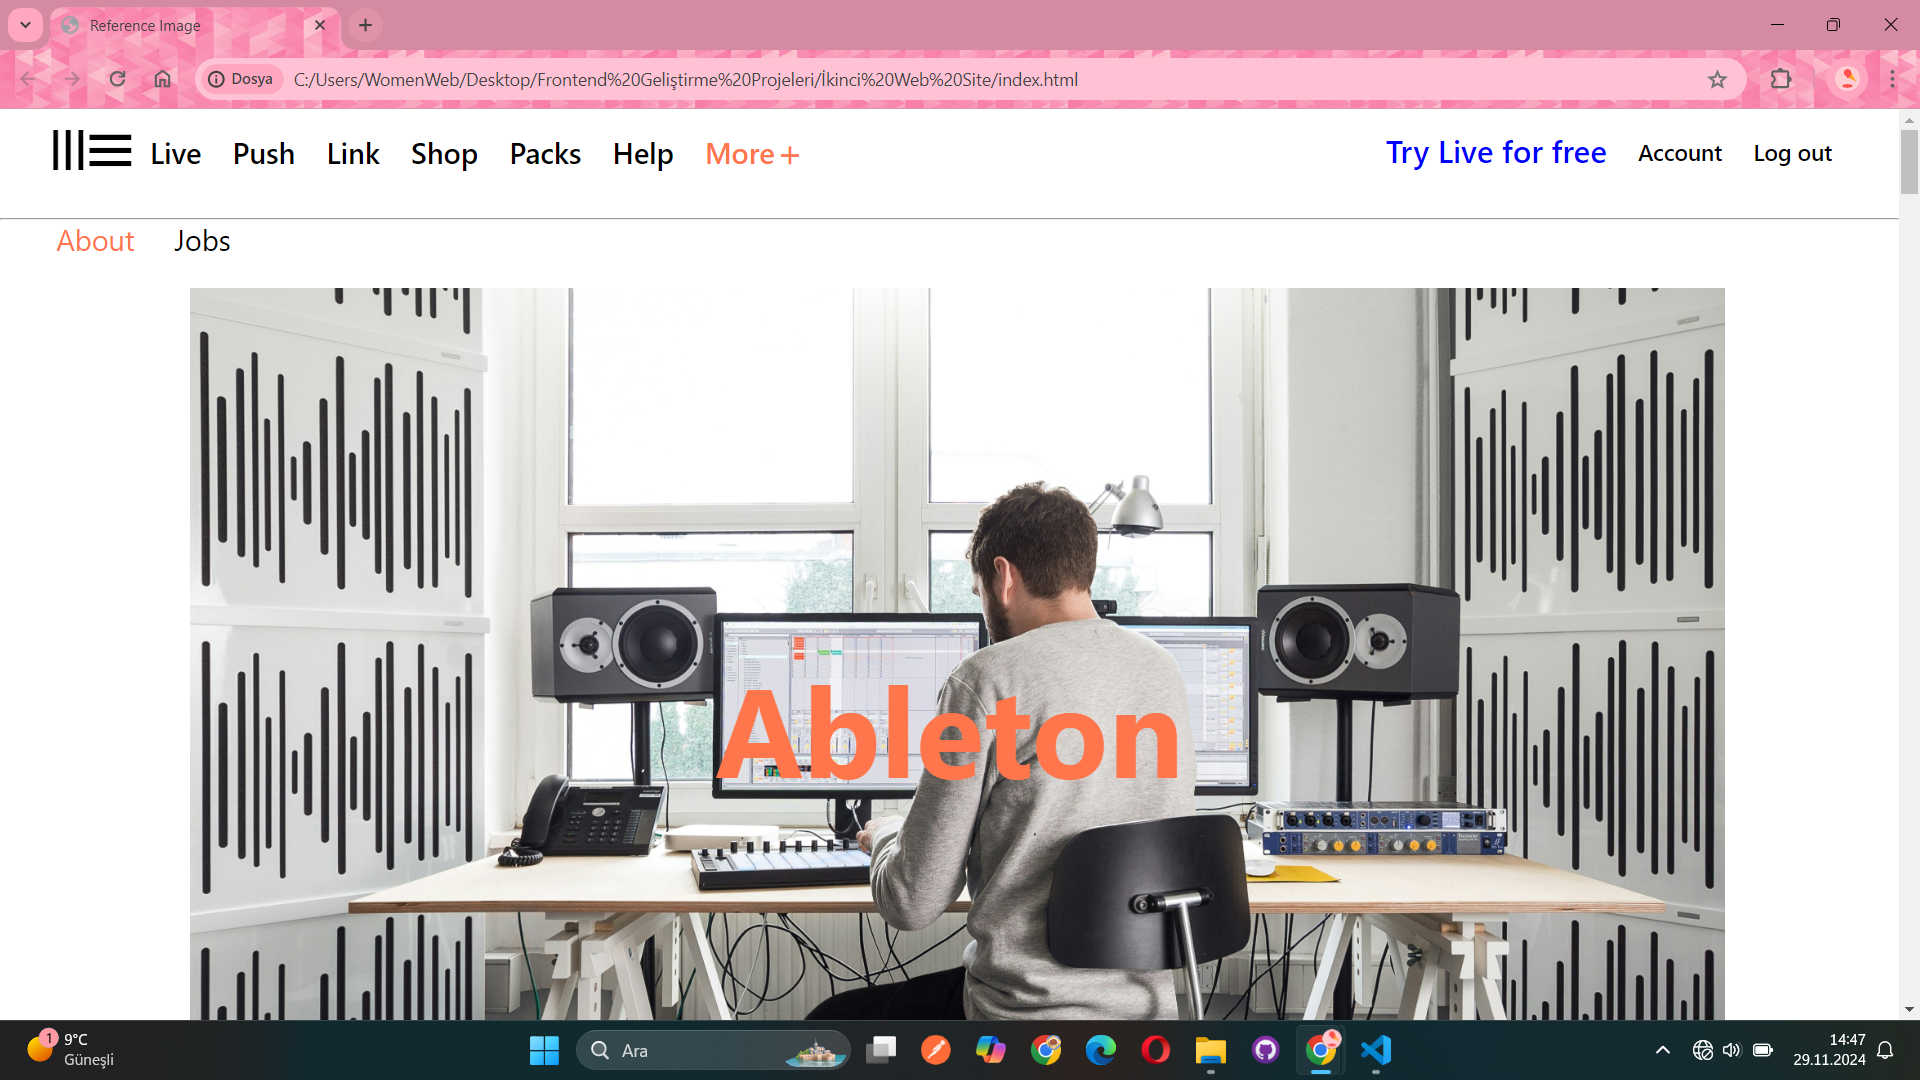 Reference Image
Dosya
C:/Users/WomenWeb/Desktop/Frontend%20Geliştirme%20Projeleri/İkinci%20Web%20Site/index.html
Live Push Link Shop Packs Help More + Try Live for free Account Log out
About Jobs
Ableton
1
9°C
Güneşli
Ara
14:47
29.11.2024